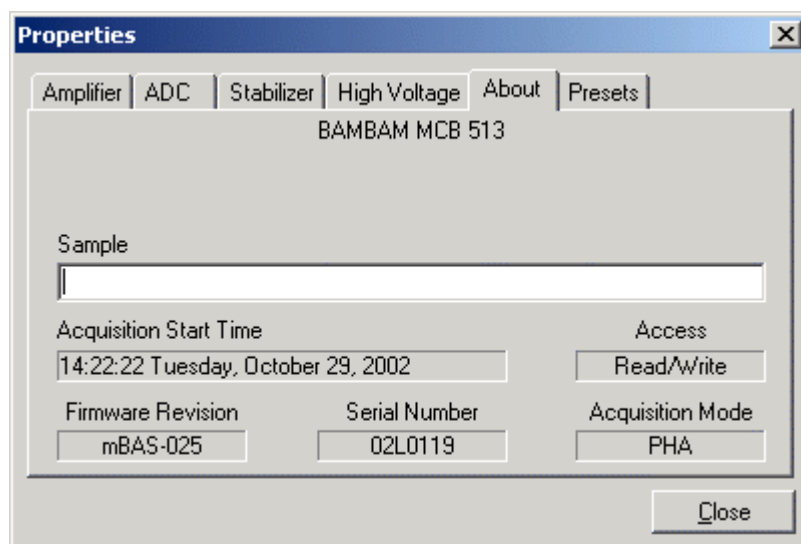 Properties
Amplifier ADC Stabilizer High Voltage About Presets
BAMBAM MCB 513
Sample
Acquisition Start Time Access
14:22:22 Tuesday, October 29, 2002 Read/Write
Firmware Revision Serial Number Acquisition Mode
mBAS-025 02L0119 PHA
Close